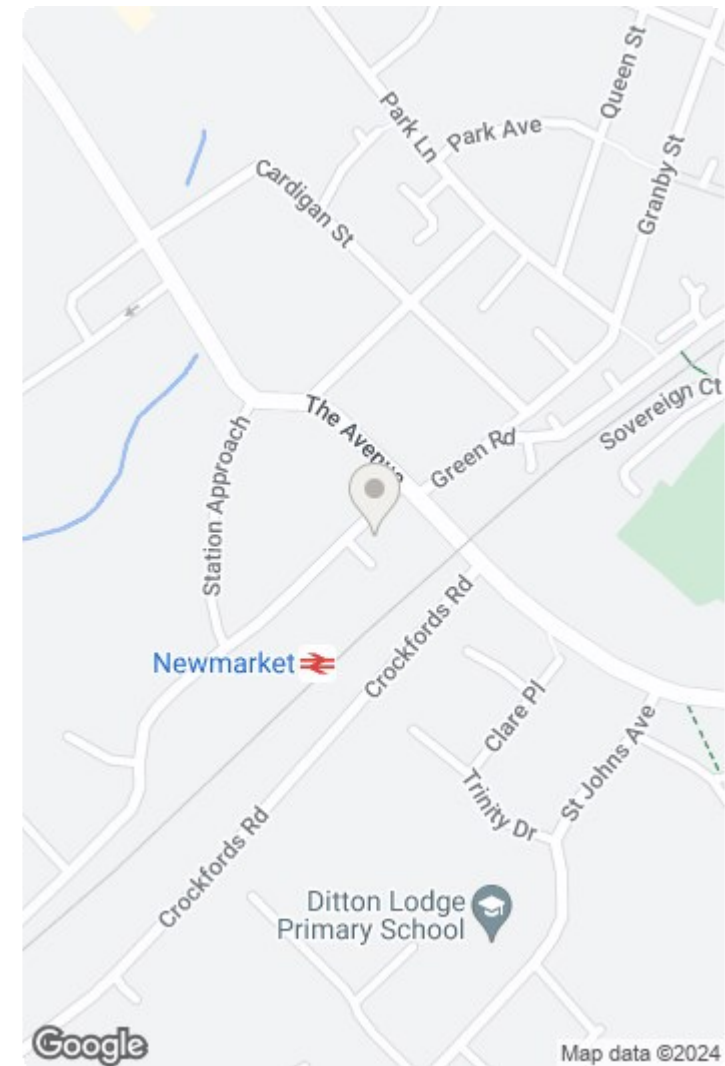 Queen St
Park Ln
Park Ave
Granby St
Cardigan St
Sovereign Ct
The Avenue
Green Rd
Station Approach
Crockfords Rd
Newmarket
Clare Pl
St Johns Ave
Trinity Dr
Crockfords Rd
Ditton Lodge
Primary School
Google
Map data ©2024